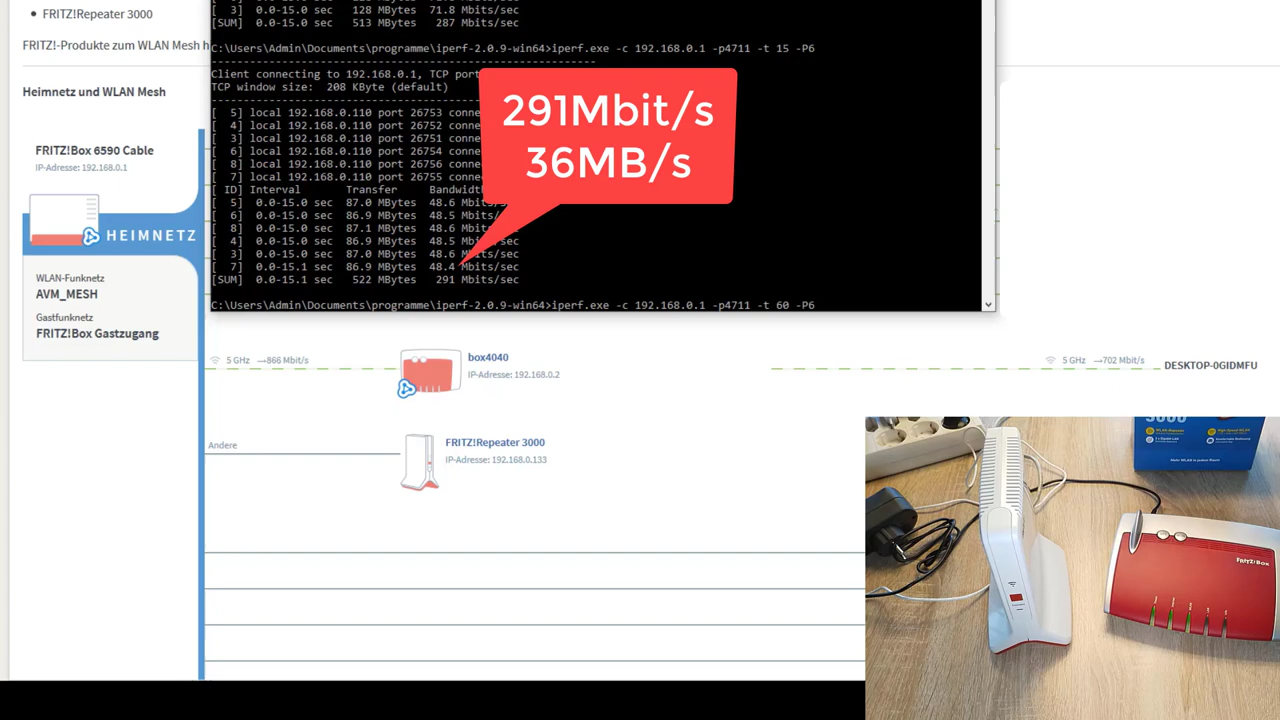 FRITZ!Repeater 3000
FRITZ!-Produkte zum WLAN Mesh h
Heimnetz und WLAN Mesh
FRITZ!Box 6590 Cable
IP-Adresse: 192.168.0.1
HEIMNETZ
WLAN-Funknetz
AVM_MESH
Gastfunknetz
FRITZ!Box Gastzugang
[ 3] 0.0-15.0 sec 128 MBytes 71.8 Mbits/sec
[SUM] 0.0-15.0 sec 513 MBytes 287 Mbits/sec
C:\Users\Admin\Documents\programme\iperf-2.0.9-win64>iperf.exe -c 192.168.0.1 -p4711 -t 15 -P6
------------------------------------------------------------
Client connecting to 192.168.0.1, TCP port
TCP window size: 208 KByte (default)
------------------------------------------------------------
[ 5] local 192.168.0.110 port 26753 conne
[ 4] local 192.168.0.110 port 26752 conne
[ 3] local 192.168.0.110 port 26751 conne
[ 6] local 192.168.0.110 port 26754 conne
[ 8] local 192.168.0.110 port 26756 conne
[ 7] local 192.168.0.110 port 26755 conne
[ ID] Interval Transfer Bandwidth
[ 5] 0.0-15.0 sec 87.0 MBytes 48.6 Mbits/sec
[ 6] 0.0-15.0 sec 86.9 MBytes 48.5 Mbits/sec
[ 8] 0.0-15.0 sec 87.1 MBytes 48.6 Mbits/sec
[ 4] 0.0-15.0 sec 86.9 MBytes 48.5 Mbits/sec
[ 3] 0.0-15.0 sec 87.0 MBytes 48.6 Mbits/sec
[ 7] 0.0-15.1 sec 86.9 MBytes 48.4 Mbits/sec
[SUM] 0.0-15.1 sec 522 MBytes 291 Mbits/sec
C:\Users\Admin\Documents\programme\iperf-2.0.9-win64>iperf.exe -c 192.168.0.1 -p4711 -t 60 -P6
291Mbit/s
36MB/s
5 GHz →866 Mbit/s
box4040
IP-Adresse: 192.168.0.2
5 GHz →702 Mbit/s
DESKTOP-0GIDMFU
Andere
FRITZ!Repeater 3000
IP-Adresse: 192.168.0.133
3000
Mehr WLAN in jedem Raum
FRITZ!Box